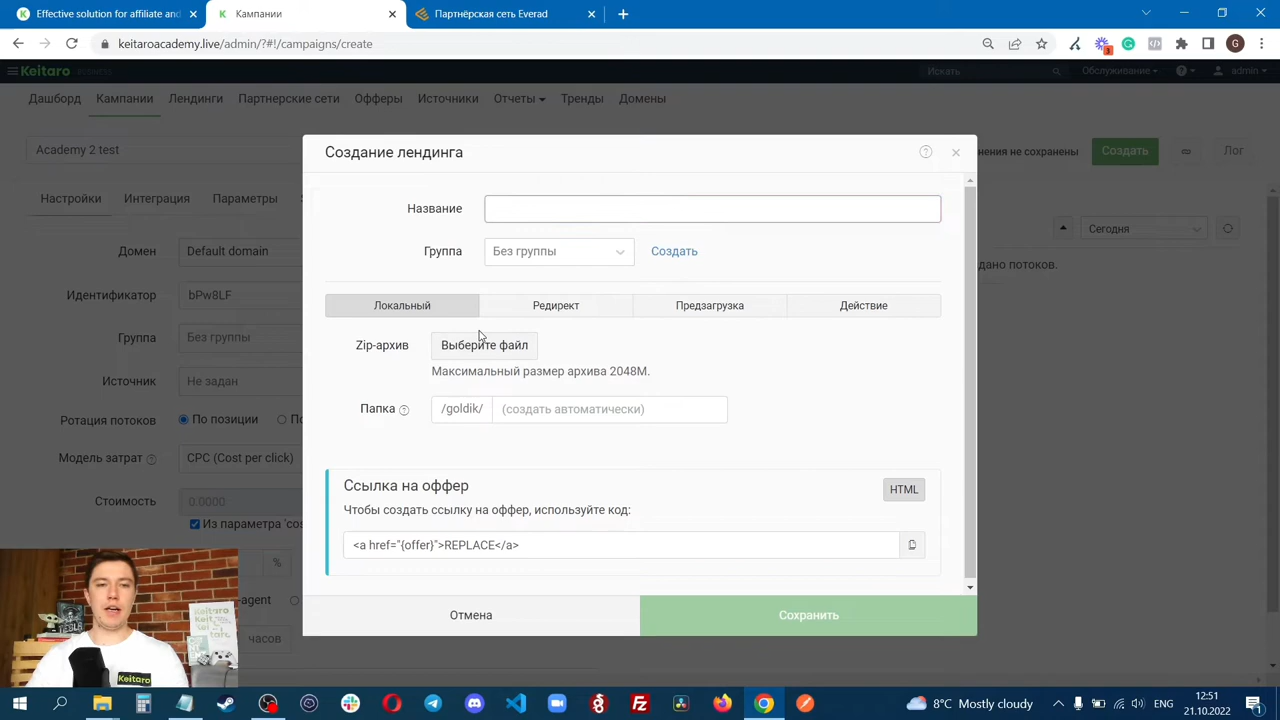 Effective solution for affiliate and
Кампании
Партнёрская сеть Everad
keitaroacademy.live/admin/?#!/campaigns/create
3
G
Keitaro
Искать
Обслуживание
admin
Дашборд
Кампании
Лендинги
Партнерские сети
Офферы
Источники
Отчеты
Тренды
Домены
Academy 2 test
нения не сохранены
Создать
Лог
Настройки
Интеграция
Параметры
Сегодня
дано потоков.
Домен
Default domain
Идентификатор
bPw8LF
Группа
Без группы
Источник
Не задан
Ротация потоков
По позиции
По
Модель затрат
CPC (Cost per click)
Стоимость
0.0000
Из параметра 'cos
%
-agent
часов
Создание лендинга
Название
Группа
Без группы
Создать
Локальный
Редирект
Предзагрузка
Действие
Zip-архив
Выберите файл
Максимальный размер архива 2048M.
Папка
/goldik/
(создать автоматически)
Ссылка на оффер
HTML
Чтобы создать ссылку на оффер, используйте код:
<a href="{offer}">REPLACE</a>
Отмена
Сохранить
TESLA
Keitaro
8°C Mostly cloudy
ENG
12:51
21.10.2022